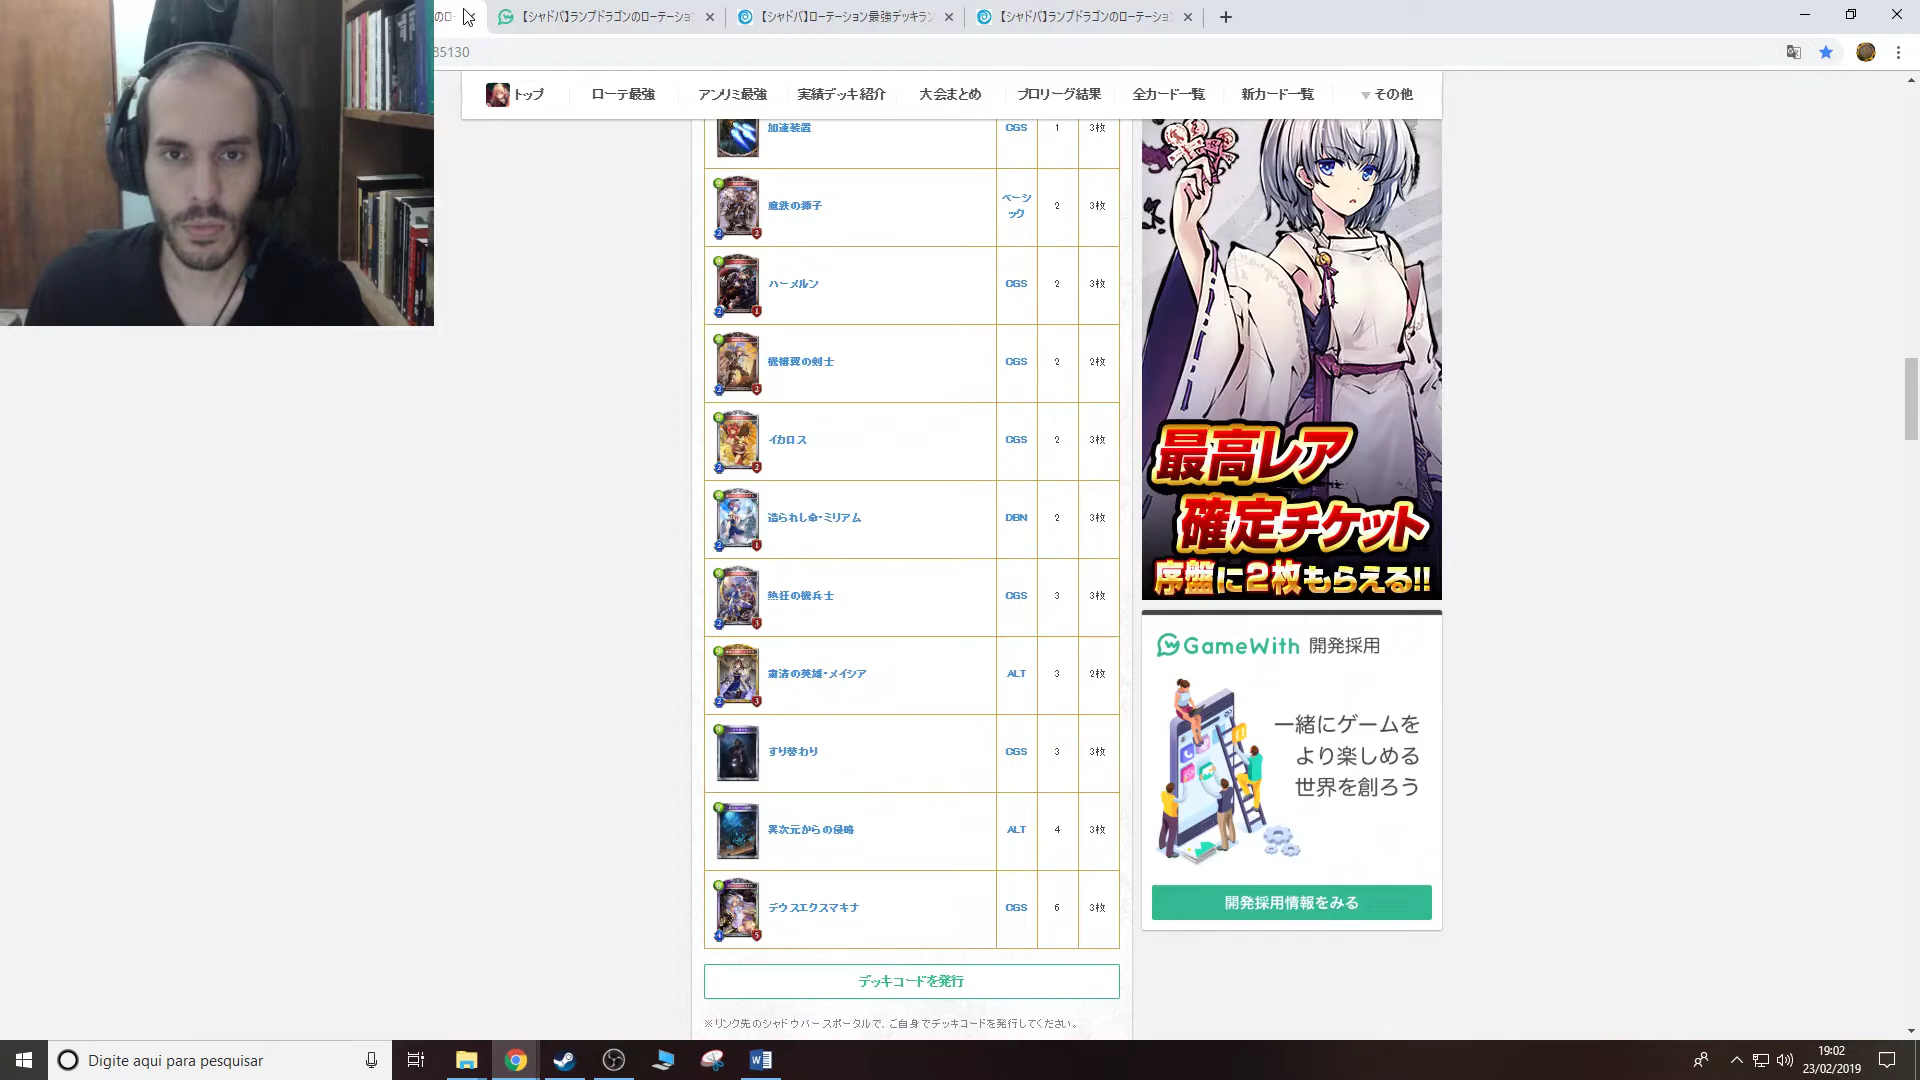 【シャドバ】ランプドラゴンのローテーショ
【シャドバ】ローテーション最強デッキラン
【シャドバ】ランプドラゴンのローテーショ
35130
トップ
ローテ最強
アンリミ最強
実績デッキ紹介
大会まとめ
プロリーグ結果
全カード一覧
新カード一覧
その他
加速装置 CGS 1 3枚
魔鉄の獅子 ベーシ 2 3枚
ック
ハーメルン CGS 2 3枚
機構翼の剣士 CGS 2 2枚
イカロス CGS 2 3枚
造られし命・ミリアム DBN 2 3枚
熱狂の機兵士 CGS 3 3枚
粛清の英雄・メイシア ALT 3 2枚
すり替わり CGS 3 3枚
異次元からの侵略 ALT 4 3枚
デウスエクスマキナ CGS 6 3枚
デッキコードを発行
※リンク先のシャドウバースポータルで、ご自身でデッキコードを発行してください。
最高レア
確定チケット
序盤に2枚もらえる!!
GameWith 開発採用
一緒にゲームを
より楽しめる
世界を創ろう
開発採用情報をみる
Digite aqui para pesquisar
19:02
23/02/2019